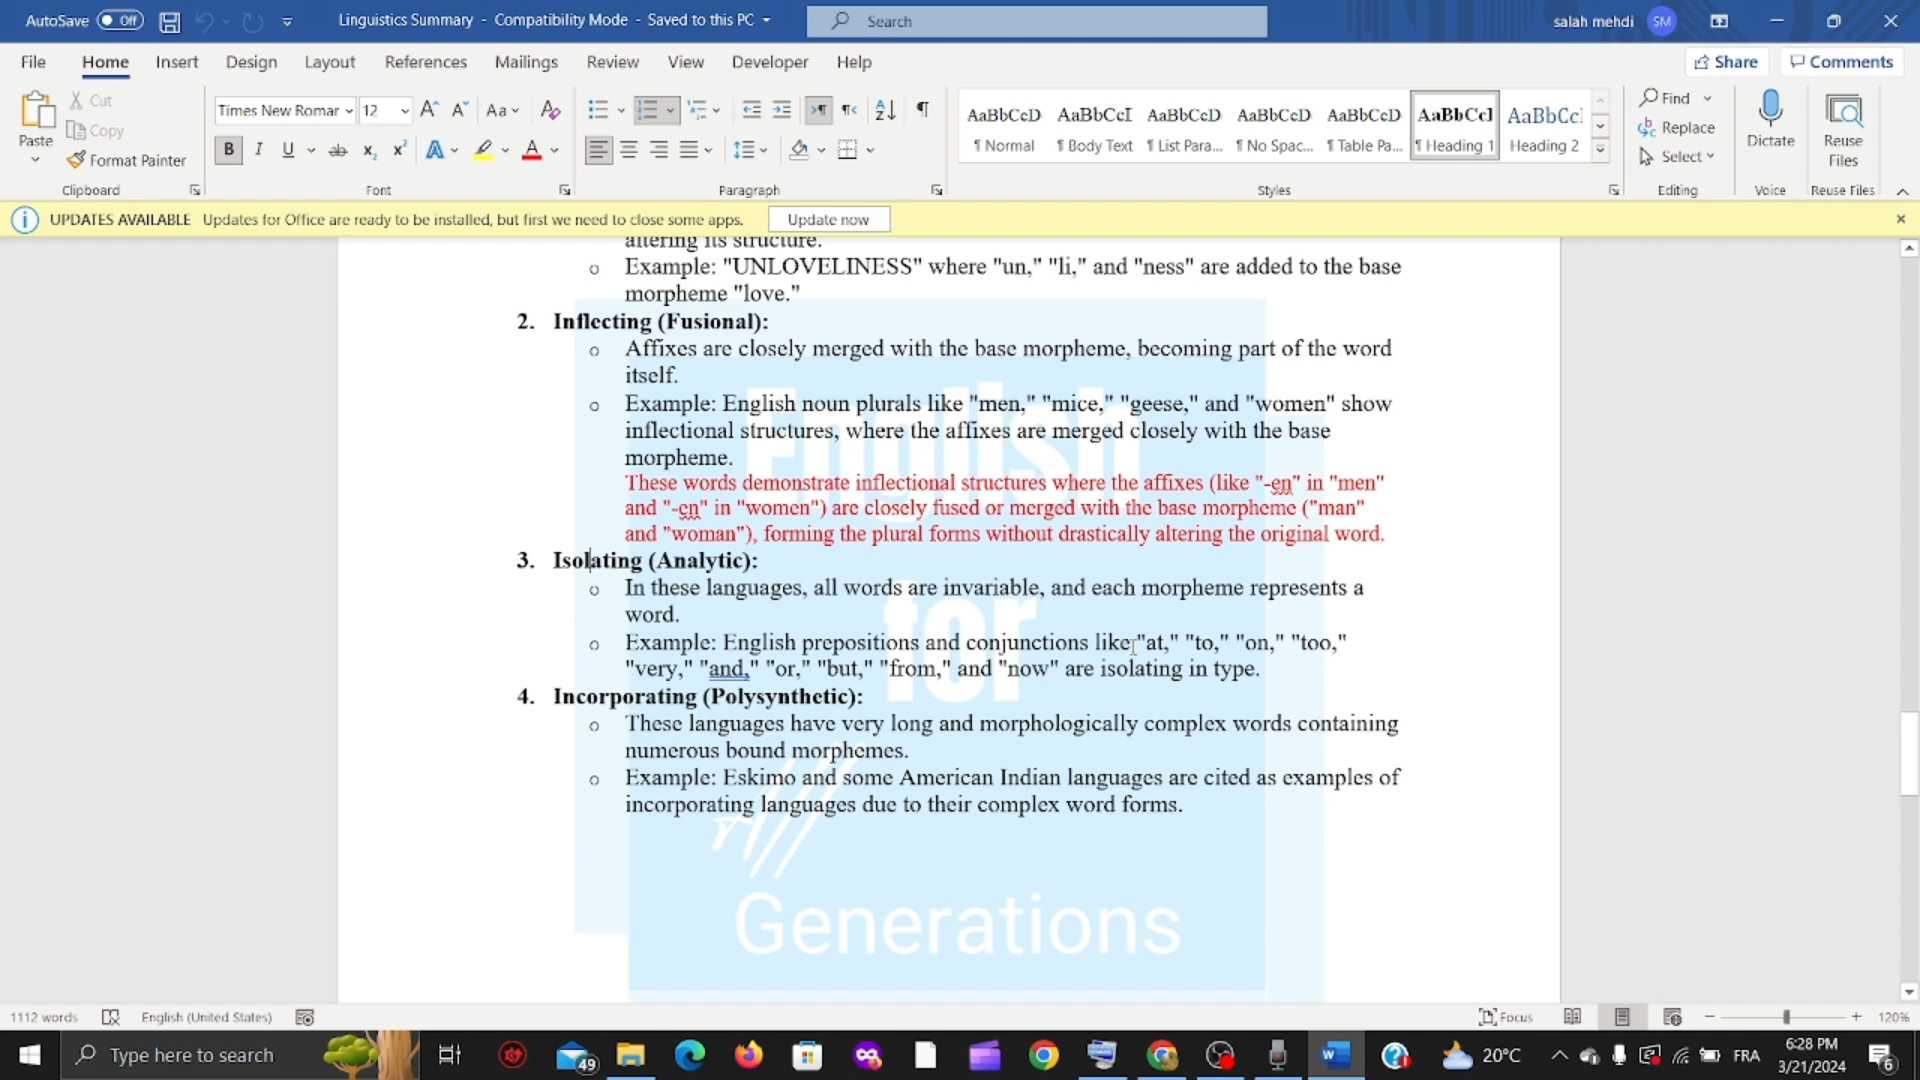 AutoSave Off Linguistics Summary - Compatibility Mode - Saved to this PC Search salah mehdi SM
File Home Insert Design Layout References Mailings Review View Developer Help Share Comments
Paste Cut Copy Format Painter Clipboard
Times New Romar 12 Aa Font
Paragraph
AaBbCcD AaBbCcI AaBbCcD AaBbCcD AaBbCcD AaBbCcI AaBbCc
¶ Normal ¶ Body Text ¶ List Para... ¶ No Spac... ¶ Table Pa... ¶ Heading 1 Heading 2
Styles
Find Replace Select Editing
Dictate Voice
Reuse Files Reuse Files
UPDATES AVAILABLE Updates for Office are ready to be installed, but first we need to close some apps. Update now
altering its structure.
o Example: "UNLOVELINESS" where "un," "li," and "ness" are added to the base
morpheme "love."
2. Inflecting (Fusional):
o Affixes are closely merged with the base morpheme, becoming part of the word
itself.
o Example: English noun plurals like "men," "mice," "geese," and "women" show
inflectional structures, where the affixes are merged closely with the base
morpheme.
These words demonstrate inflectional structures where the affixes (like "-en" in "men"
and "-en" in "women") are closely fused or merged with the base morpheme ("man"
and "woman"), forming the plural forms without drastically altering the original word.
3. Isolating (Analytic):
o In these languages, all words are invariable, and each morpheme represents a
word.
o Example: English prepositions and conjunctions like "at," "to," "on," "too,"
"very," "and," "or," "but," "from," and "now" are isolating in type.
4. Incorporating (Polysynthetic):
o These languages have very long and morphologically complex words containing
numerous bound morphemes.
o Example: Eskimo and some American Indian languages are cited as examples of
incorporating languages due to their complex word forms.
English
for
All
Generations
1112 words English (United States) Focus 120%
Type here to search 49 20°C FRA 6:28 PM
3/21/2024 6